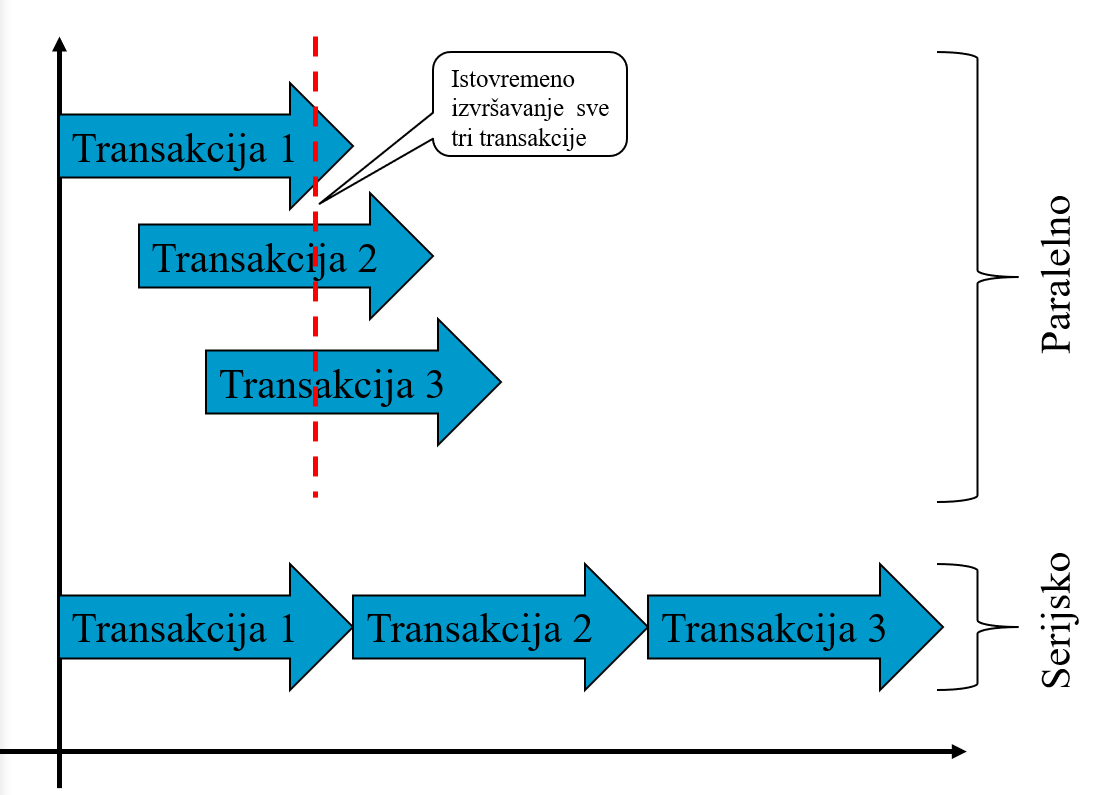 Istovremeno
izvršavanje sve
tri transakcije
Transakcija 1
Transakcija 2
Transakcija 3
Paralelno
Transakcija 1
Transakcija 2
Transakcija 3
Serijsko